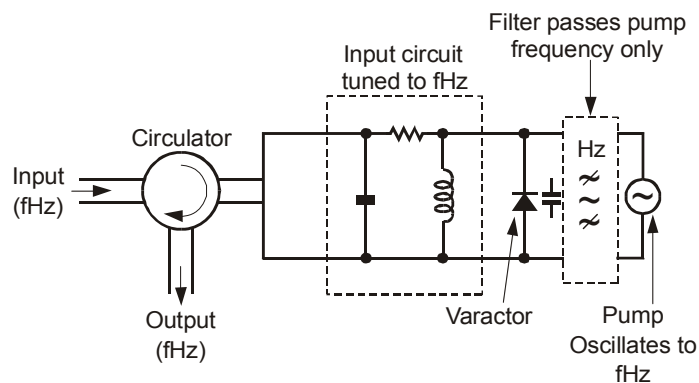 Filter passes pump
frequency only
Input circuit
tuned to fHz
Circulator
Hz
Input
(fHz)
Output
(fHz)
Varactor
Pump
Oscillates to
fHz